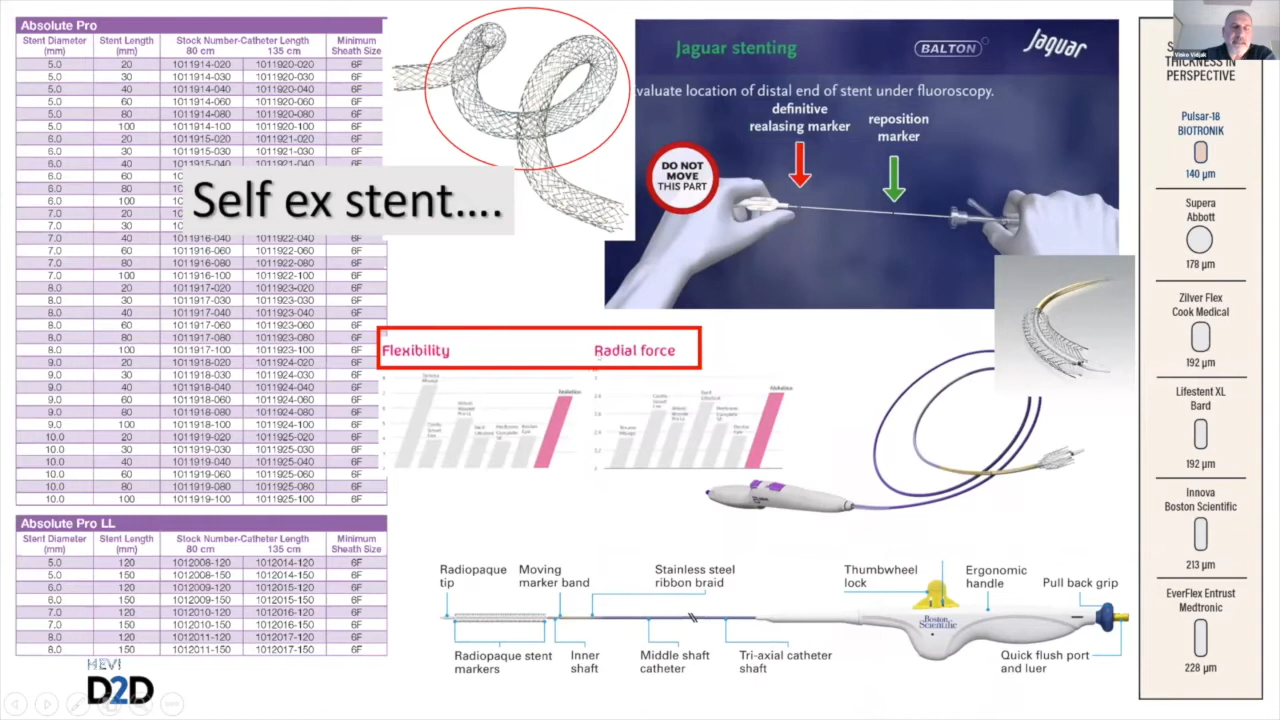 Absolute Pro
Stent Diameter (mm) Stent Length (mm) Stock Number-Catheter Length 80 cm 135 cm Minimum Sheath Size
5.0 20 1011914-020 1011920-020 6F
5.0 30 1011914-030 1011920-030 6F
5.0 40 1011914-040 1011920-040 6F
5.0 60 1011914-060 1011920-060 6F
5.0 80 1011914-080 1011920-080 6F
5.0 100 1011914-100 1011920-100 6F
6.0 20 1011915-020 1011921-020 6F
6.0 30 1011915-030 1011921-030 6F
6.0 40 1011915-040 1011921-040 6F
6.0 60
6.0 80
6.0 100
7.0 20
7.0 30
7.0 40 1011916-040 1011922-040 6F
7.0 60 1011916-060 1011922-060 6F
7.0 80 1011916-080 1011922-080 6F
7.0 100 1011916-100 1011922-100 6F
8.0 20 1011917-020 1011923-020 6F
8.0 30 1011917-030 1011923-030 6F
8.0 40 1011917-040 1011923-040 6F
8.0 60 1011917-060 1011923-060 6F
8.0 80 1011917-080 1011923-080 6F
8.0 100 1011917-100 1011923-100 6F
9.0 20 1011918-020 1011924-020 6F
9.0 30 1011918-030 1011924-030 6F
9.0 40 1011918-040 1011924-040 6F
9.0 60 1011918-060 1011924-060 6F
9.0 80 1011918-080 1011924-080 6F
9.0 100 1011918-100 1011924-100 6F
10.0 20 1011919-020 1011925-020 6F
10.0 30 1011919-030 1011925-030 6F
10.0 40 1011919-040 1011925-040 6F
10.0 60 1011919-060 1011925-060 6F
10.0 80 1011919-080 1011925-080 6F
10.0 100 1011919-100 1011925-100 6F
Absolute Pro LL
Stent Diameter (mm) Stent Length (mm) Stock Number-Catheter Length 80 cm 135 cm Minimum Sheath Size
5.0 120 1012008-120 1012014-120 6F
5.0 150 1012008-150 1012014-150 6F
6.0 120 1012009-120 1012015-120 6F
6.0 150 1012009-150 1012015-150 6F
7.0 120 1012010-120 1012016-120 6F
7.0 150 1012010-150 1012016-150 6F
8.0 120 1012011-120 1012017-120 6F
8.0 150 1012011-150 1012017-150 6F
HEVI
D2D
Self ex stent....
Jaguar stenting
BALTON
Jaguar
valuate location of distal end of stent under fluoroscopy.
definitive
realasing marker
reposition
marker
DO NOT
MOVE
THIS PART
Flexibility
Radial force
Radiopaque
tip
Moving
marker band
Stainless steel
ribbon braid
Thumbwheel
lock
Ergonomic
handle
Pull back grip
Boston
Scientific
Radiopaque stent
markers
Inner
shaft
Middle shaft
catheter
Tri-axial catheter
shaft
Quick flush port
and luer
THICKNESS IN
PERSPECTIVE
Pulsar-18
BIOTRONIK
140 µm
Supera
Abbott
178 µm
Zilver Flex
Cook Medical
192 µm
Lifestent XL
Bard
192 µm
Innova
Boston Scientific
213 µm
EverFlex Entrust
Medtronic
228 µm